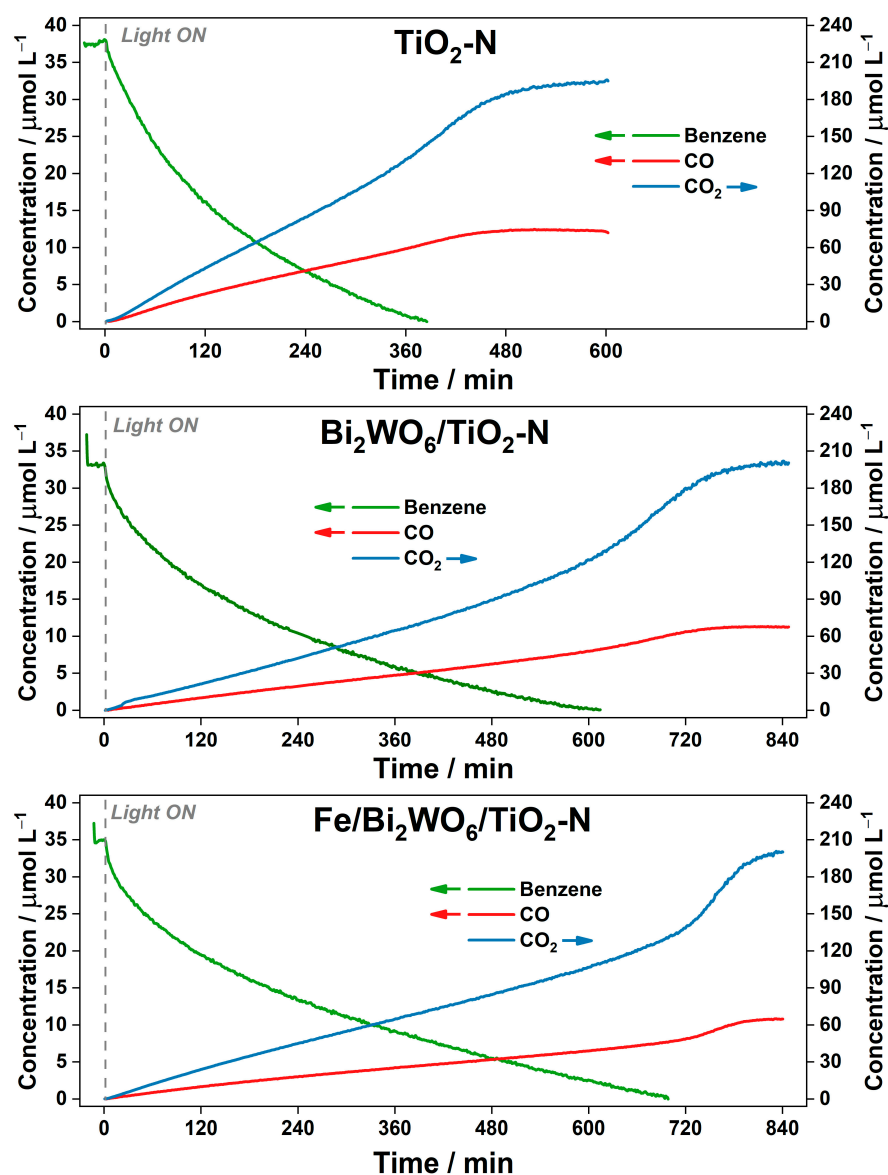 TiO₂-N
Light ON
Concentration / μmol L⁻¹
40
35
30
25
20
15
10
5
0
Benzene
CO
CO₂
240
210
180
150
120
90
60
30
0
Concentration / μmol L⁻¹
0 120 240 360 480 600
Time / min
Bi₂WO₆/TiO₂-N
Light ON
Concentration / μmol L⁻¹
40
35
30
25
20
15
10
5
0
Benzene
CO
CO₂
240
210
180
150
120
90
60
30
0
Concentration / μmol L⁻¹
0 120 240 360 480 600 720 840
Time / min
Fe/Bi₂WO₆/TiO₂-N
Light ON
Concentration / μmol L⁻¹
40
35
30
25
20
15
10
5
0
Benzene
CO
CO₂
240
210
180
150
120
90
60
30
0
Concentration / μmol L⁻¹
0 120 240 360 480 600 720 840
Time / min